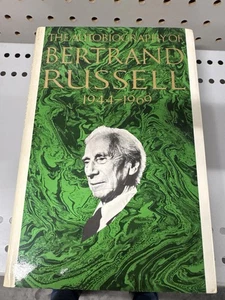 THE AUTOBIOGRAPHY OF
BERTRAND
RUSSELL
1944-1969